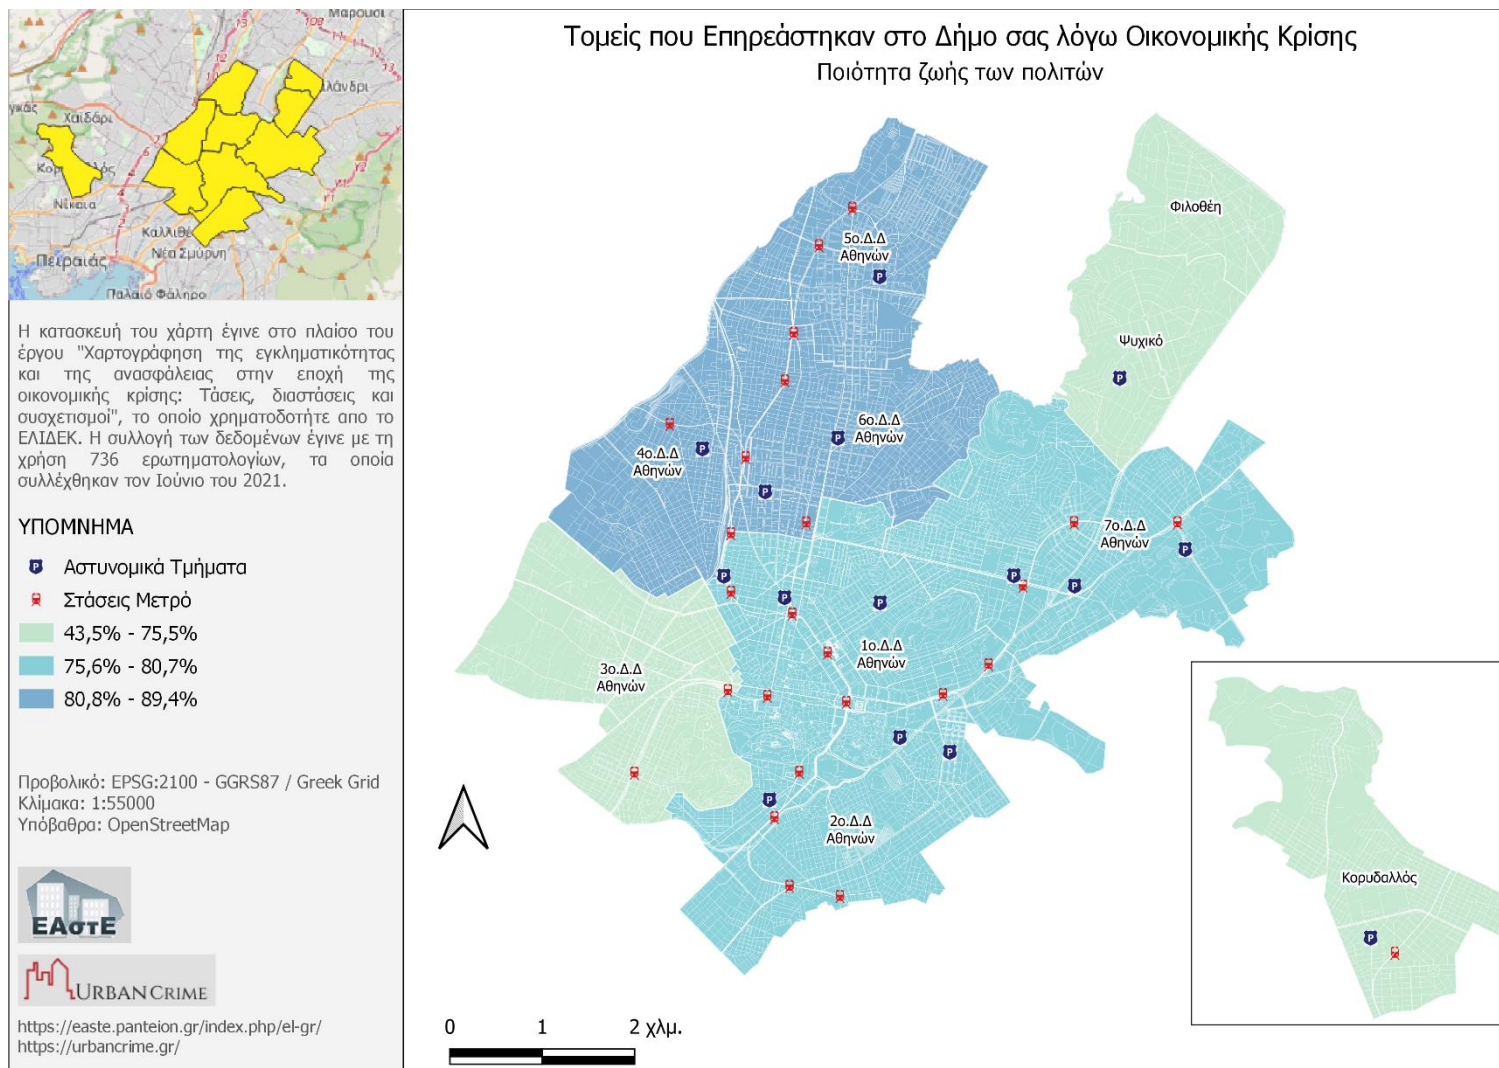 Τομείς που Επηρεάστηκαν στο Δήμο σας λόγω Οικονομικής Κρίσης
Ποιότητα ζωής των πολιτών
Μαρούσι
Χαϊδάρι
λάνδρι
Νίκαια
Καλλιθέ
Νέα Σμύρνη
Πειραιάς
Παλαιό Φάληρο
Η κατασκευή του χάρτη έγινε στο πλαίσο του
έργου "Χαρτογράφηση της εγκληματικότητας
και της ανασφάλειας στην εποχή της
οικονομικής κρίσης: Τάσεις, διαστάσεις και
συσχετισμοί", το οποίο χρηματοδοτήτε απο το
ΕΛΙΔΕΚ. Η συλλογή των δεδομένων έγινε με τη
χρήση 736 ερωτηματολογίων, τα οποία
συλλέχθηκαν τον Ιούνιο του 2021.
ΥΠΟΜΝΗΜΑ
Αστυνομικά Τμήματα
Στάσεις Μετρό
43,5% - 75,5%
75,6% - 80,7%
80,8% - 89,4%
Προβολικό: EPSG:2100 - GGRS87 / Greek Grid
Κλίμακα: 1:55000
Υπόβαθρο: OpenStreetMap
ΕΑστΕ
URBANCRIME
https://easte.panteion.gr/index.php/el-gr/
https://urbancrime.gr/
Φιλοθέη
5ο.Δ.Δ
Αθηνών
Ψυχικό
6ο.Δ.Δ
Αθηνών
4ο.Δ.Δ
Αθηνών
7ο.Δ.Δ
Αθηνών
1ο.Δ.Δ
Αθηνών
3ο.Δ.Δ
Αθηνών
2ο.Δ.Δ
Αθηνών
Κορυδαλλός
0 1 2 χλμ.